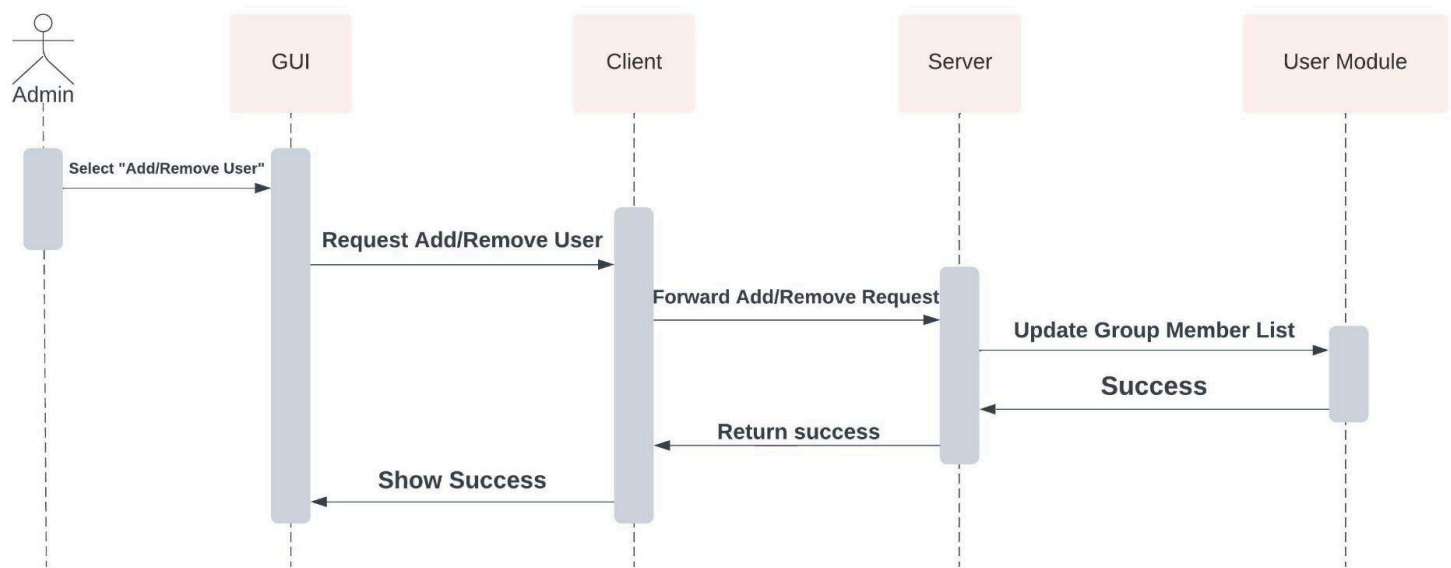 Admin
GUI
Client
Server
User Module
Select "Add/Remove User"
Request Add/Remove User
Forward Add/Remove Request
Update Group Member List
Success
Return success
Show Success